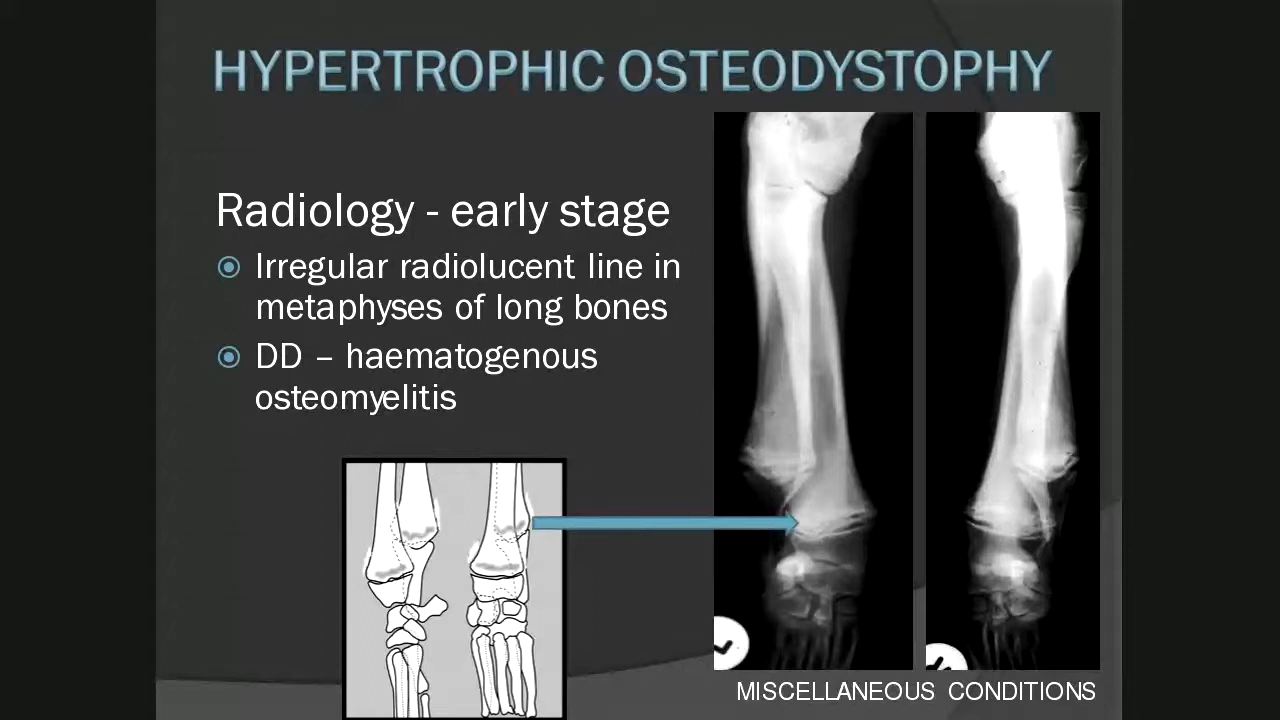 HYPERTROPHIC OSTEODYSTOPHY
Radiology - early stage
Irregular radiolucent line in
metaphyses of long bones
DD – haematogenous
osteomyelitis
MISCELLANEOUS CONDITIONS